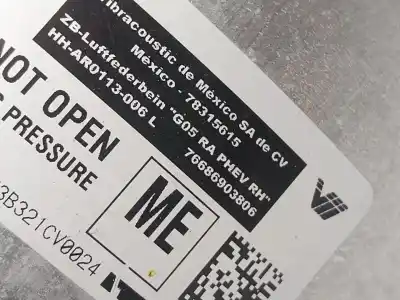 Vibracoustic de México SA de CV
México - 78315615
ZB-Luftfederbein "G05 RA PHEV RH"
HH-AR0113-006 L
76686903806
NOT OPEN
PRESSURE
ME
3B321CV0024